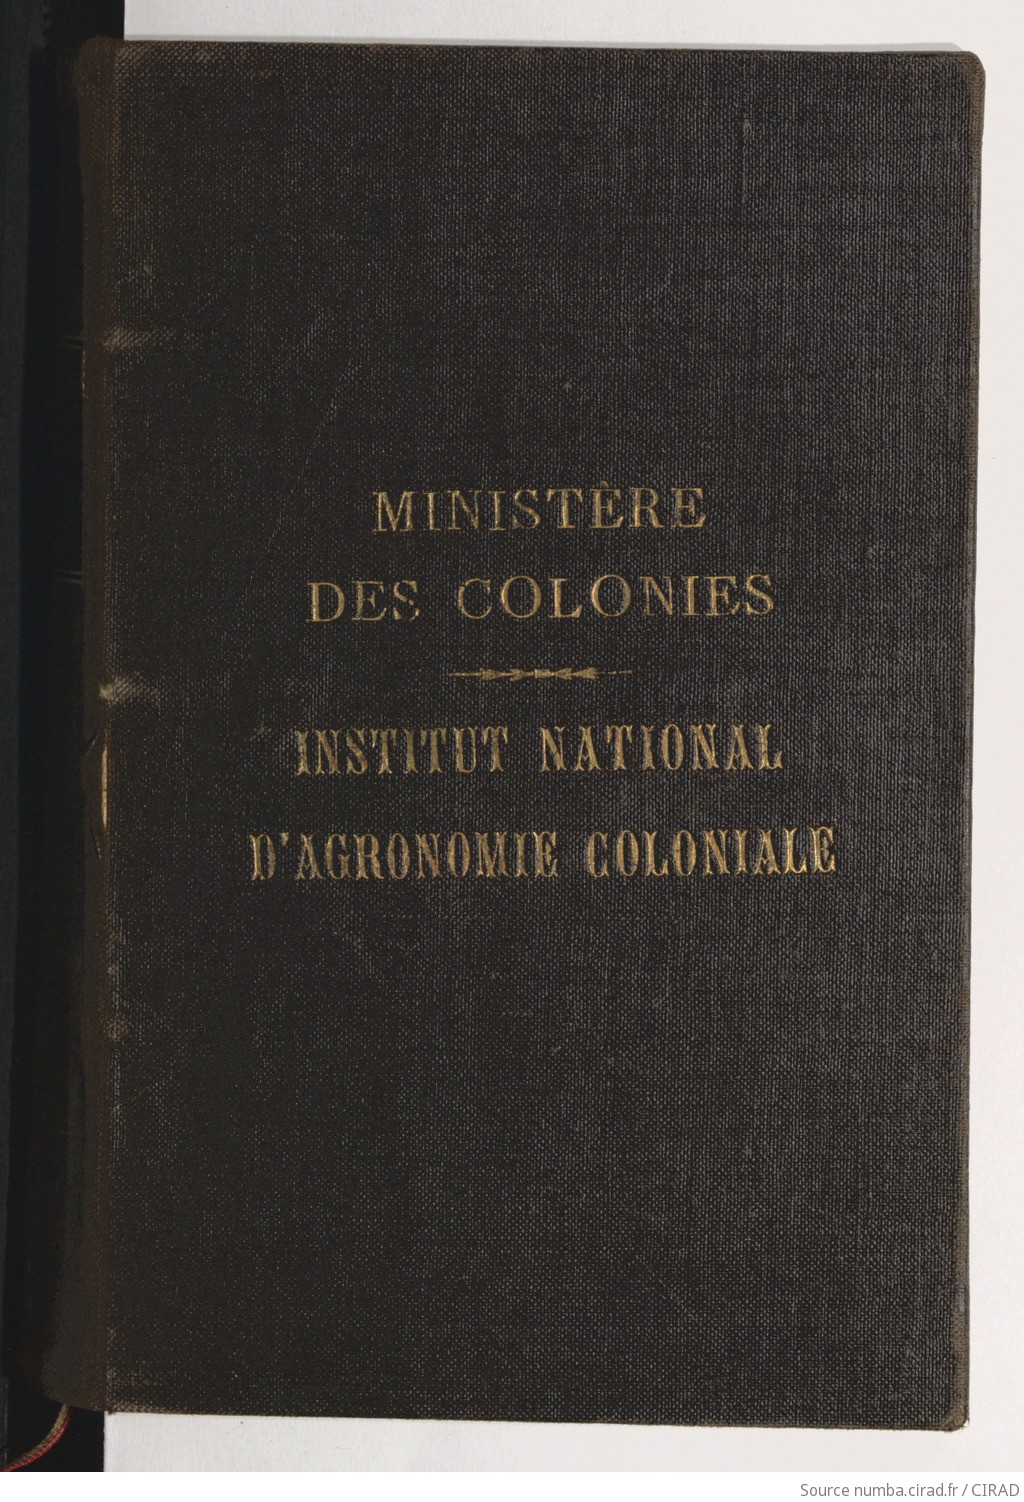 MINISTÈRE
DES COLONIES
INSTITUT NATIONAL
D'AGRONOMIE COLONIALE
Source numba.cirad.fr / CIRAD